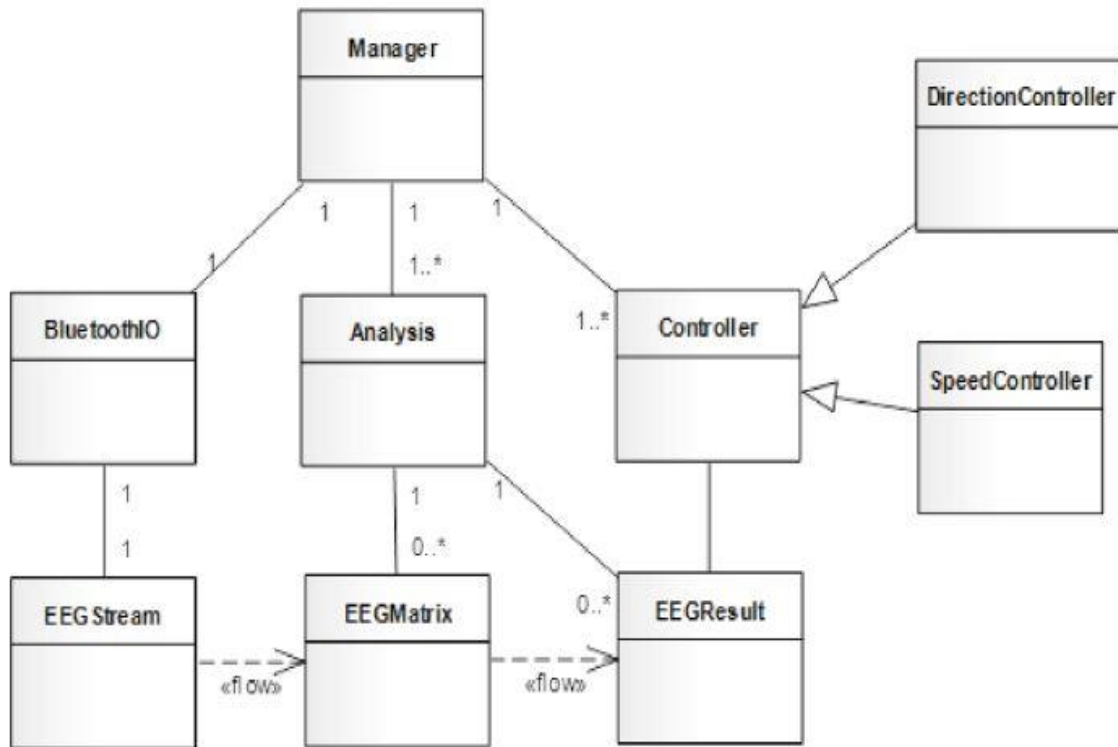 Manager
DirectionController
1 1 1
1 1..*
BluetoothIO Analysis 1..* Controller
SpeedController
1 1 1
1 0..*
EEGStream EEGMatrix 0..* EEGResult
«flow» «flow»